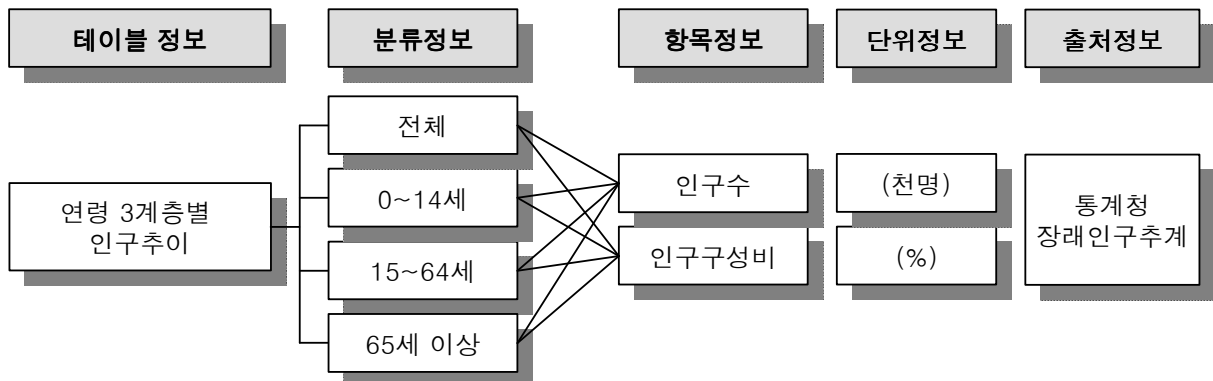 테이블 정보
분류정보
항목정보
단위정보
출처정보
연령 3계층별
인구추이
전체
0~14세
15~64세
65세 이상
인구수
인구구성비
(천명)
(%)
통계청
장래인구추계